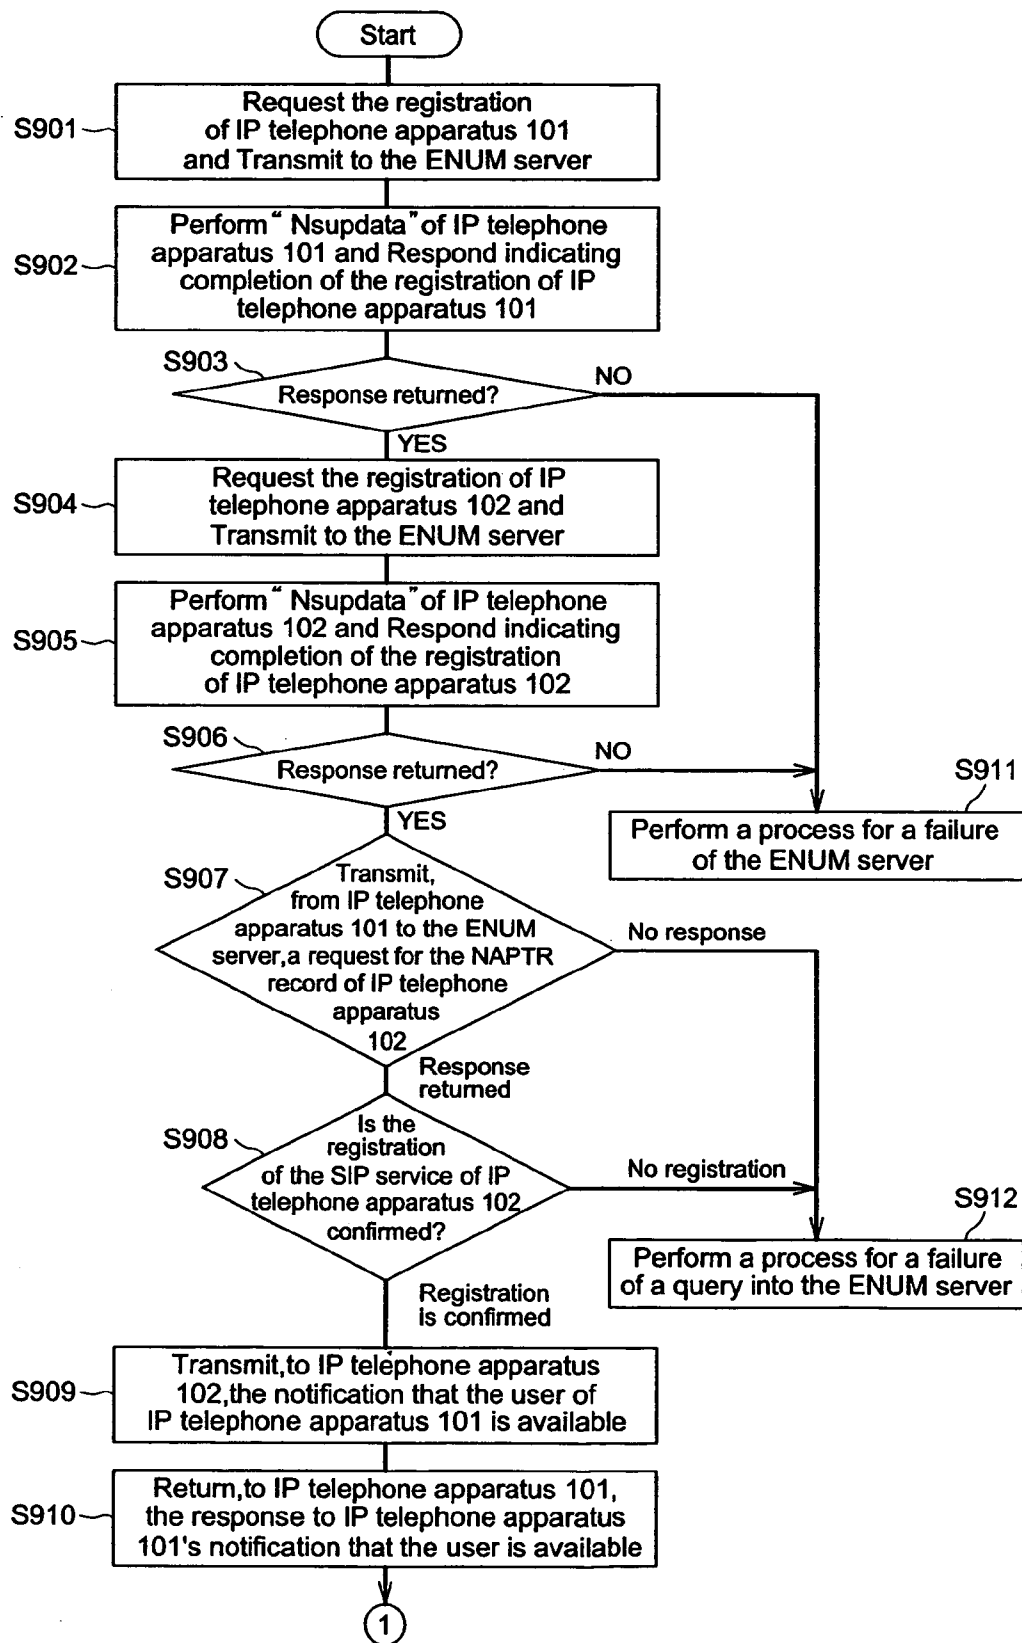 Start
S901
Request the registration
of IP telephone apparatus 101
and Transmit to the ENUM server
S902
Perform “ Nsupdata” of IP telephone
apparatus 101 and Respond indicating
completion of the registration of IP
telephone apparatus 101
S903
Response returned?
NO
YES
S904
Request the registration of IP
telephone apparatus 102 and
Transmit to the ENUM server
S905
Perform “ Nsupdata” of IP telephone
apparatus 102 and Respond indicating
completion of the registration
of IP telephone apparatus 102
S906
Response returned?
NO
YES
S911
Perform a process for a failure
of the ENUM server
S907
Transmit,
from IP telephone
apparatus 101 to the ENUM
server,a request for the NAPTR
record of IP telephone
apparatus
102
No response
Response
returned
S908
Is the
registration
of the SIP service of IP
telephone apparatus 102
confirmed?
No registration
S912
Perform a process for a failure
of a query into the ENUM server
Registration
is confirmed
S909
Transmit,to IP telephone apparatus
102,the notification that the user of
IP telephone apparatus 101 is available
S910
Return,to IP telephone apparatus 101,
the response to IP telephone apparatus
101's notification that the user is available
1